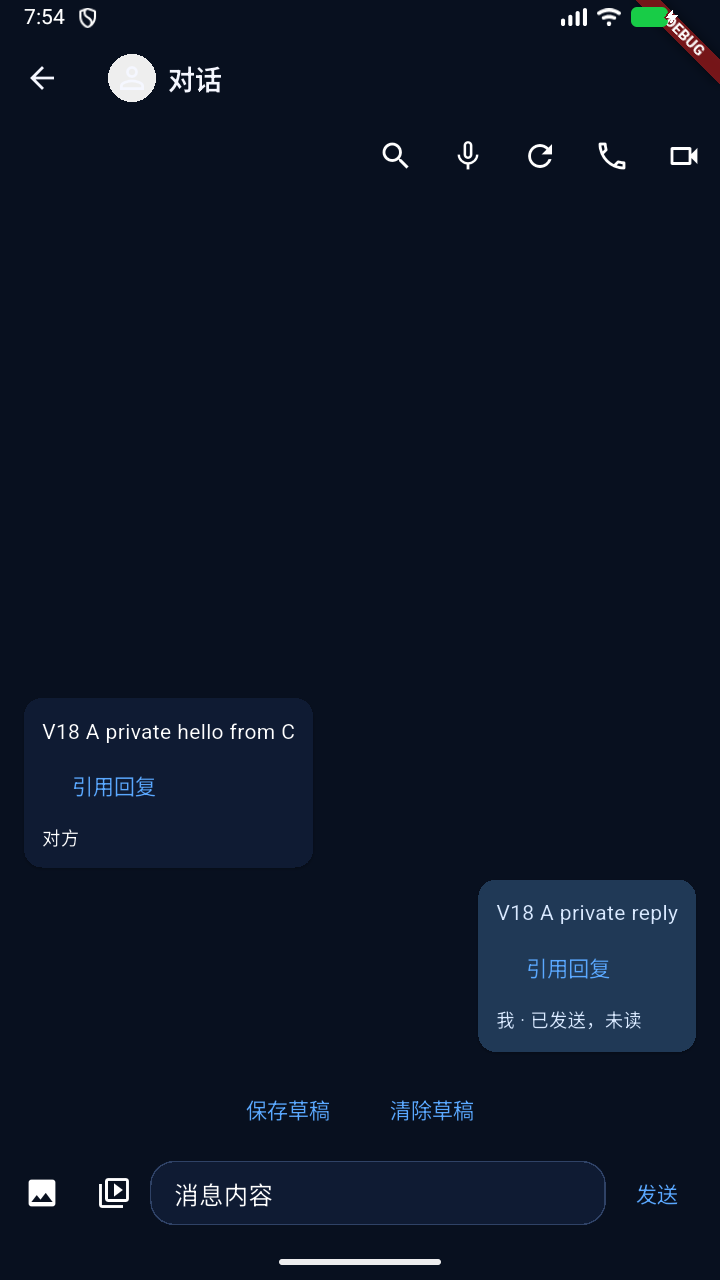 7:54
DEBUG
对话
V18 A private hello from C
引用回复
对方
V18 A private reply
引用回复
我 · 已发送，未读
保存草稿 清除草稿
消息内容 发送